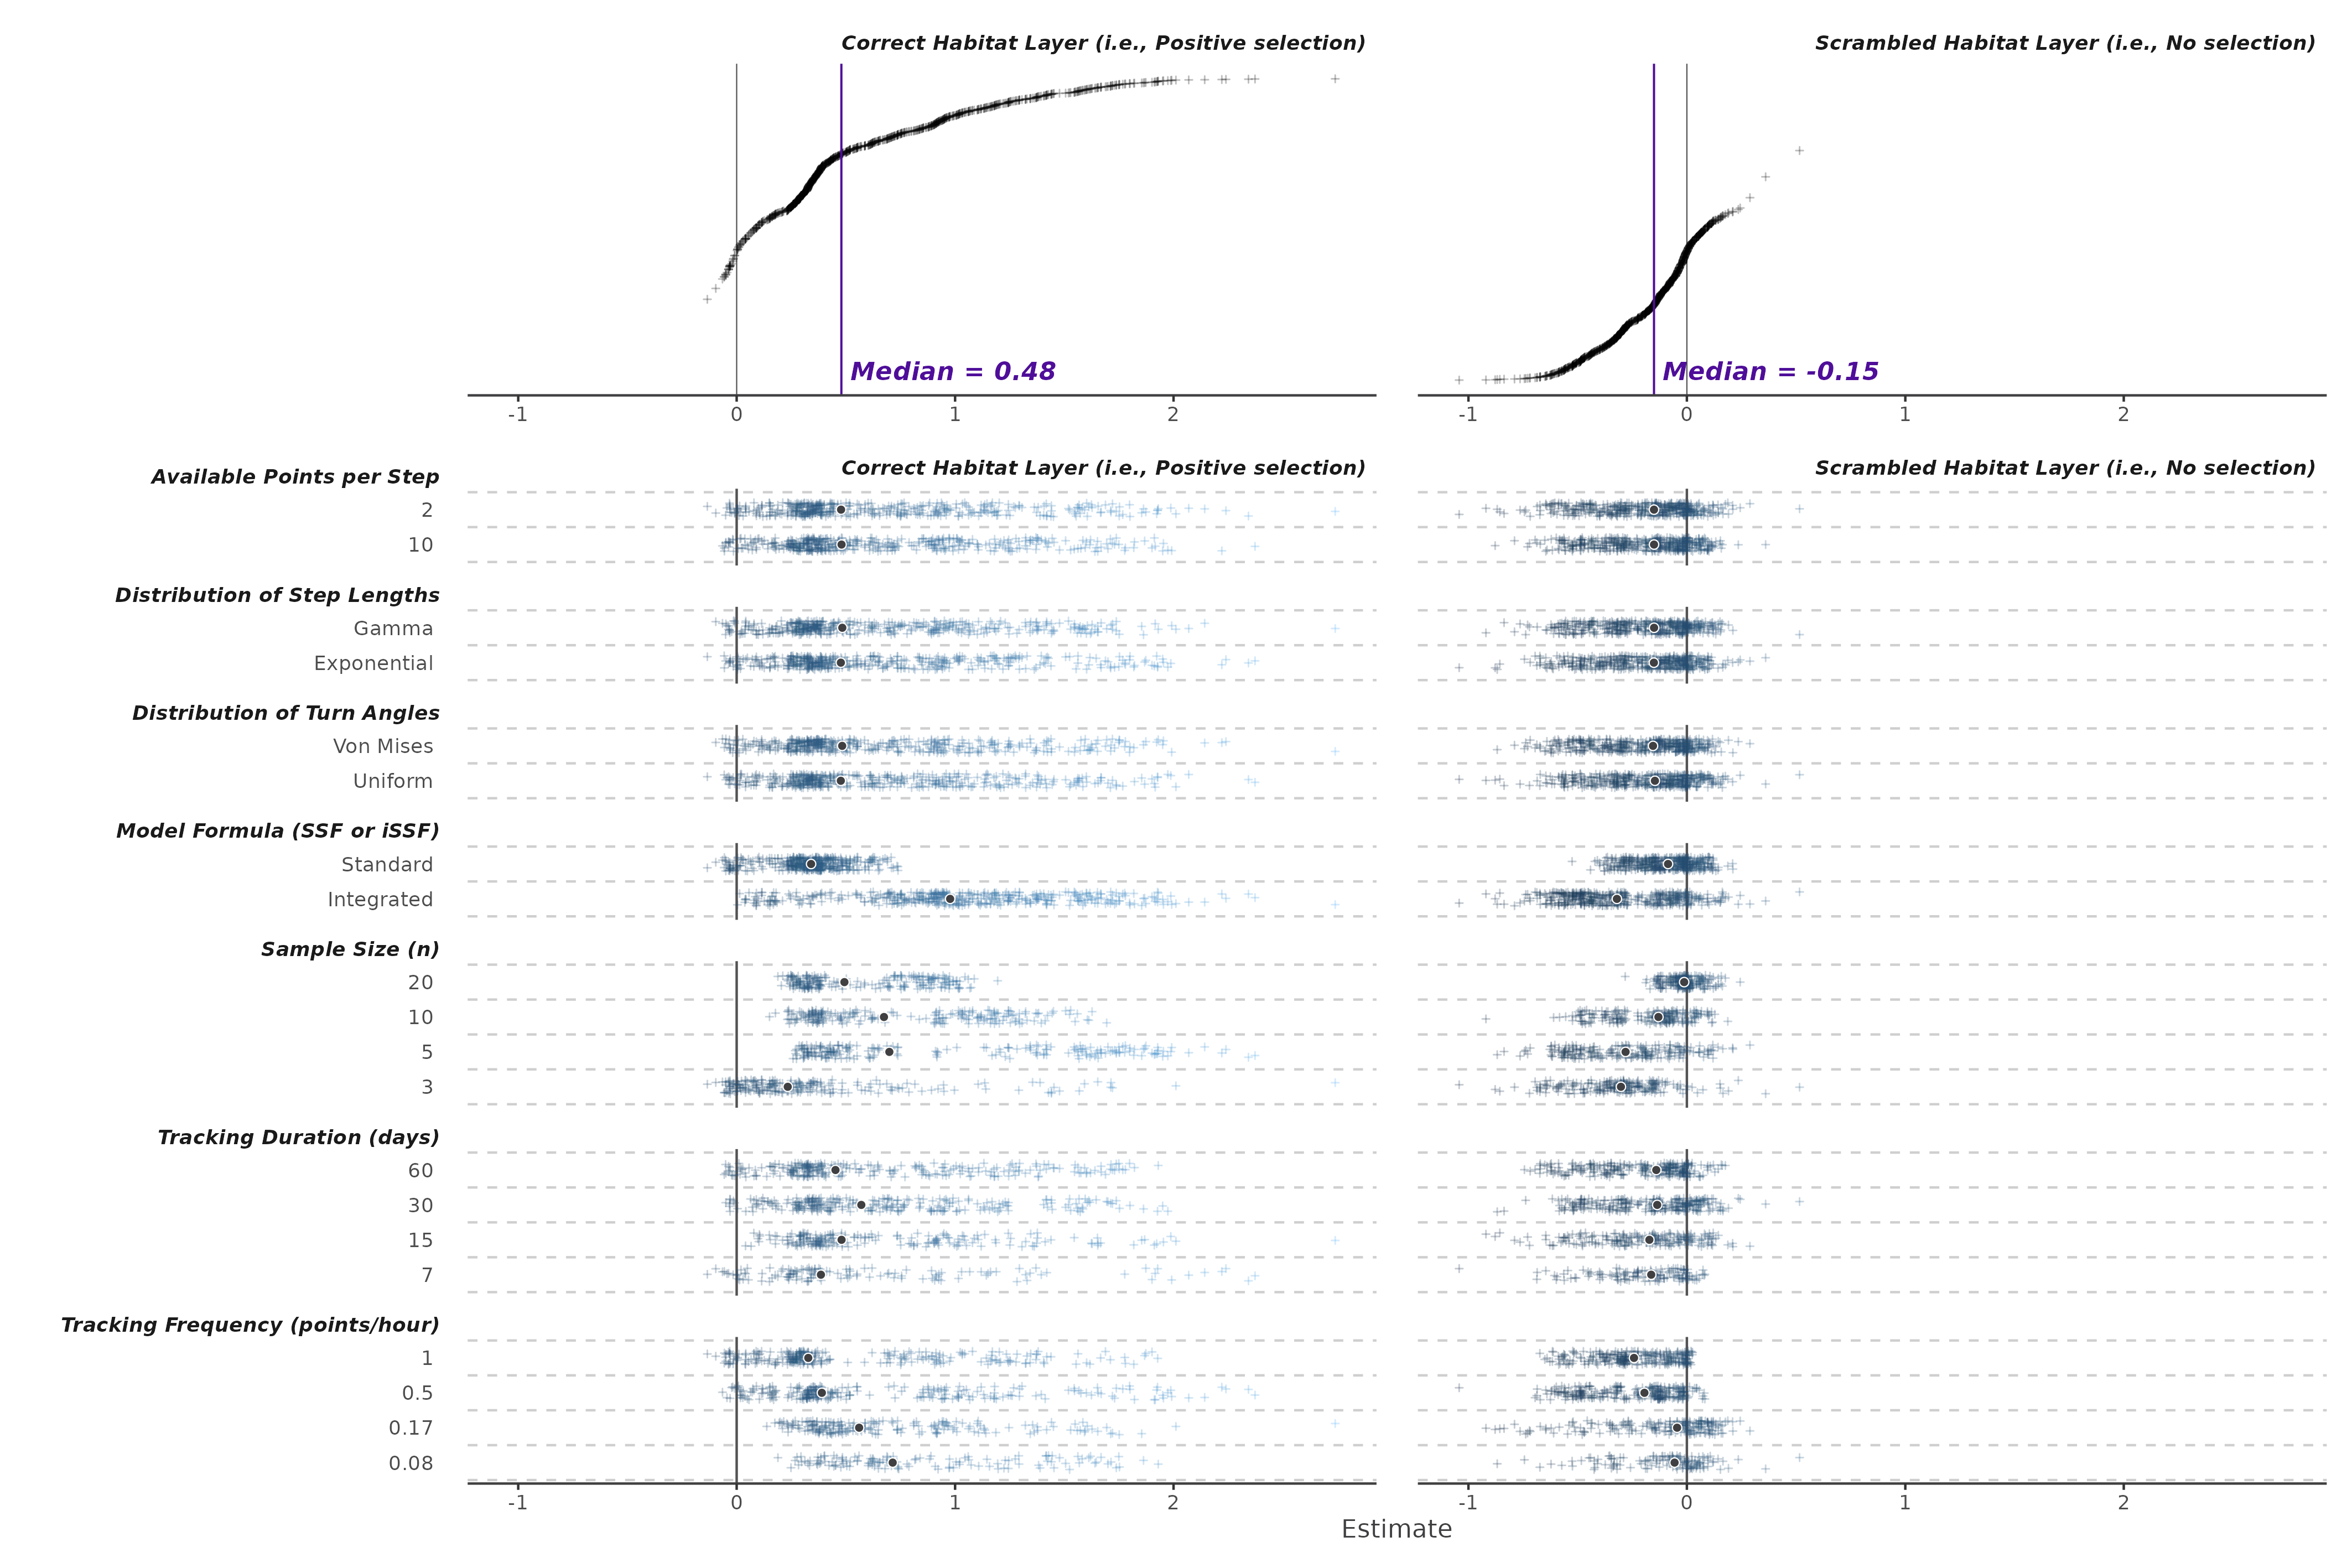 Correct Habitat Layer (i.e., Positive selection)
Scrambled Habitat Layer (i.e., No selection)
Median = 0.48
Median = -0.15
-1 0 1 2
-1 0 1 2
Correct Habitat Layer (i.e., Positive selection)
Scrambled Habitat Layer (i.e., No selection)
Available Points per Step
2
10
Distribution of Step Lengths
Gamma
Exponential
Distribution of Turn Angles
Von Mises
Uniform
Model Formula (SSF or iSSF)
Standard
Integrated
Sample Size (n)
20
10
5
3
Tracking Duration (days)
60
30
15
7
Tracking Frequency (points/hour)
1
0.5
0.17
0.08
-1 0 1 2
-1 0 1 2
Estimate